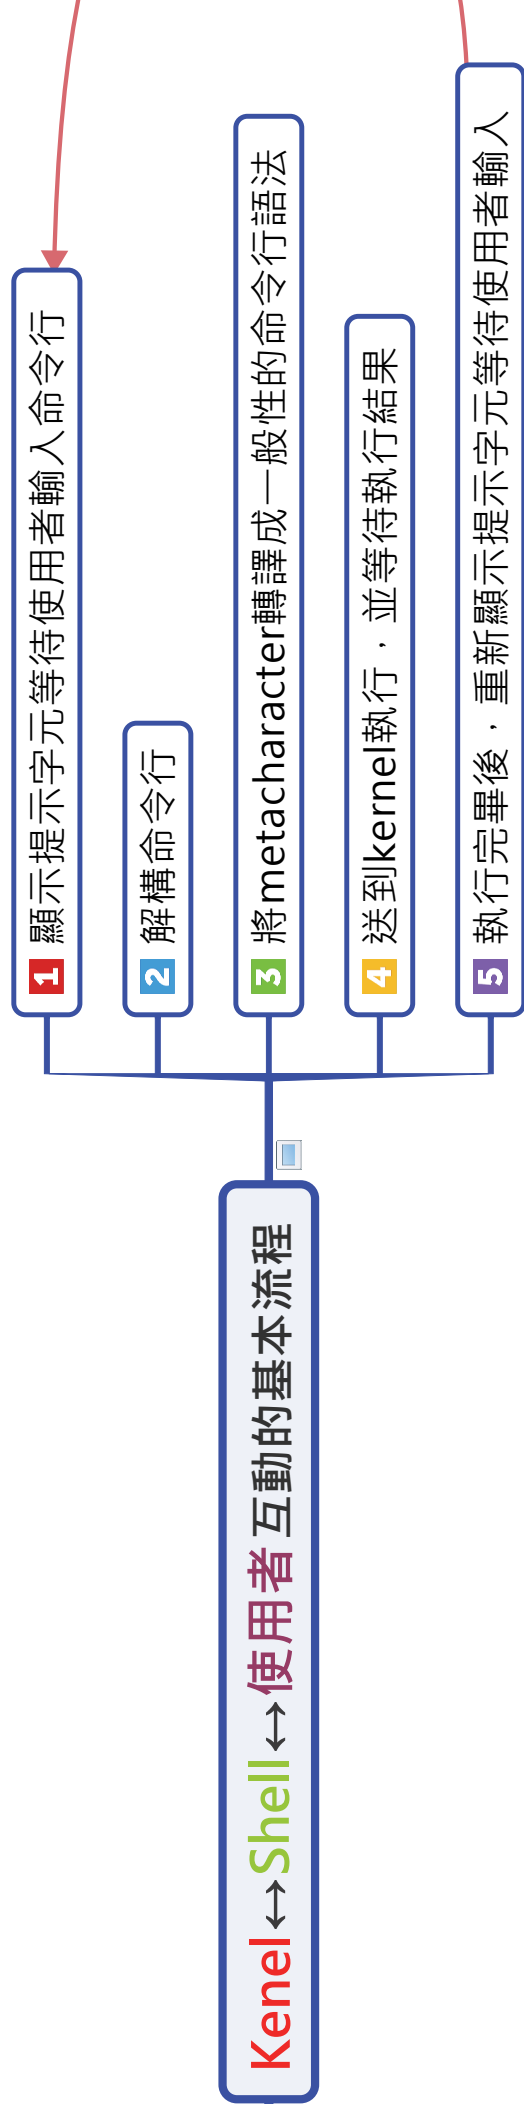 Kenel↔Shell↔使用者 互動的基本流程
1 顯示提示字元等待使用者輸入命令行
2 解構命令行
3 將metacharacter轉譯成一般性的命令行語法
4 送到kernel執行，並等待執行結果
5 執行完畢後，重新顯示提示字元等待使用者輸入